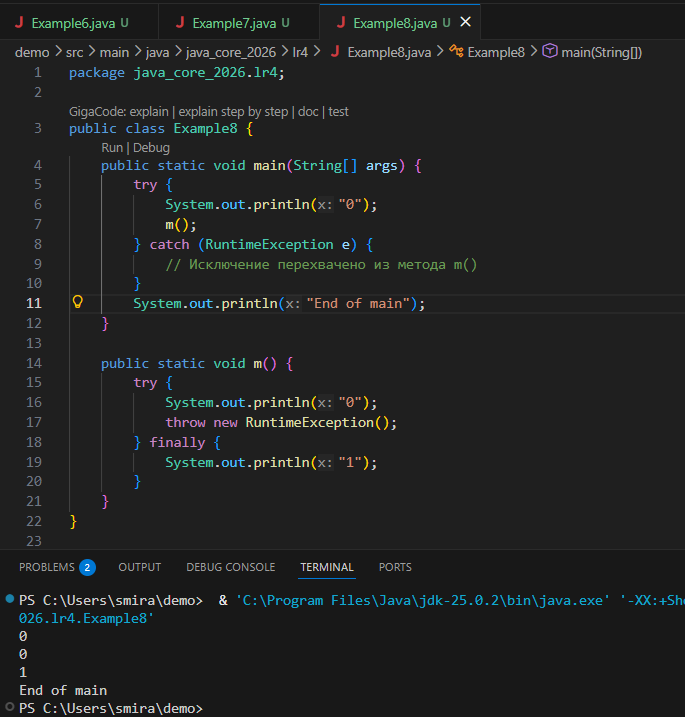 J Example6.java U J Example7.java U J Example8.java U ×
demo > src > main > java > java_core_2026 > lr4 > J Example8.java > Example8 > main(String[])
1 package java_core_2026.lr4;
2
GigaCode: explain | explain step by step | doc | test
3 public class Example8 {
Run | Debug
4 public static void main(String[] args) {
5 try {
6 System.out.println(x: "0");
7 m();
8 } catch (RuntimeException e) {
9 // Исключение перехвачено из метода m()
10 }
11 System.out.println(x: "End of main");
12 }
13
14 public static void m() {
15 try {
16 System.out.println(x: "0");
17 throw new RuntimeException();
18 } finally {
19 System.out.println(x: "1");
20 }
21 }
22 }
23
PROBLEMS 2 OUTPUT DEBUG CONSOLE TERMINAL PORTS
PS C:\Users\smira\demo> & 'C:\Program Files\Java\jdk-25.0.2\bin\java.exe' '-XX:+Sho
026.lr4.Example8'
0
0
1
End of main
PS C:\Users\smira\demo>